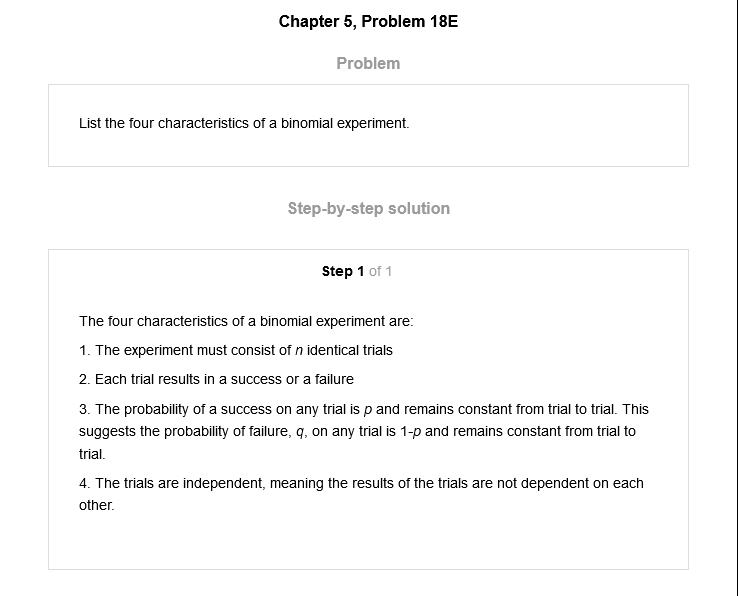 Chapter 5, Problem 18E
Problem
List the four characteristics of a binomial experiment.
Step-by-step solution
Step 1 of 1
The four characteristics of a binomial experiment are:
1. The experiment must consist of n identical trials
2. Each trial results in a success or a failure
3. The probability of a success on any trial is p and remains constant from trial to trial. This
suggests the probability of failure, q, on any trial is 1-p and remains constant from trial to
trial.
4. The trials are independent, meaning the results of the trials are not dependent on each
other.